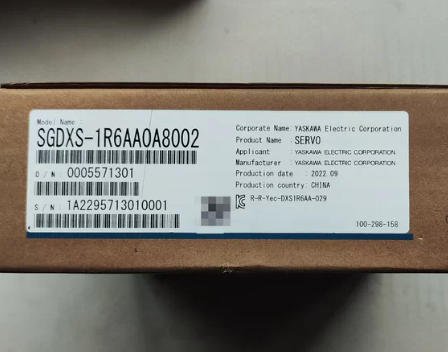 Model Name :
SGDXS-1R6AA0A8002
O/N: 0005571301
S/N: 1A2295713010001
Corporate Name: YASKAWA Electric Corporation
Product Name : SERVO
Applicant : YASKAWA ELECTRIC CORPORATION
Manufacturer : YASKAWA ELECTRIC CORPORATION
Production date : 2022.09
Production country: CHINA
R-R-Yec-DXS1R6AA-029
100-298-158